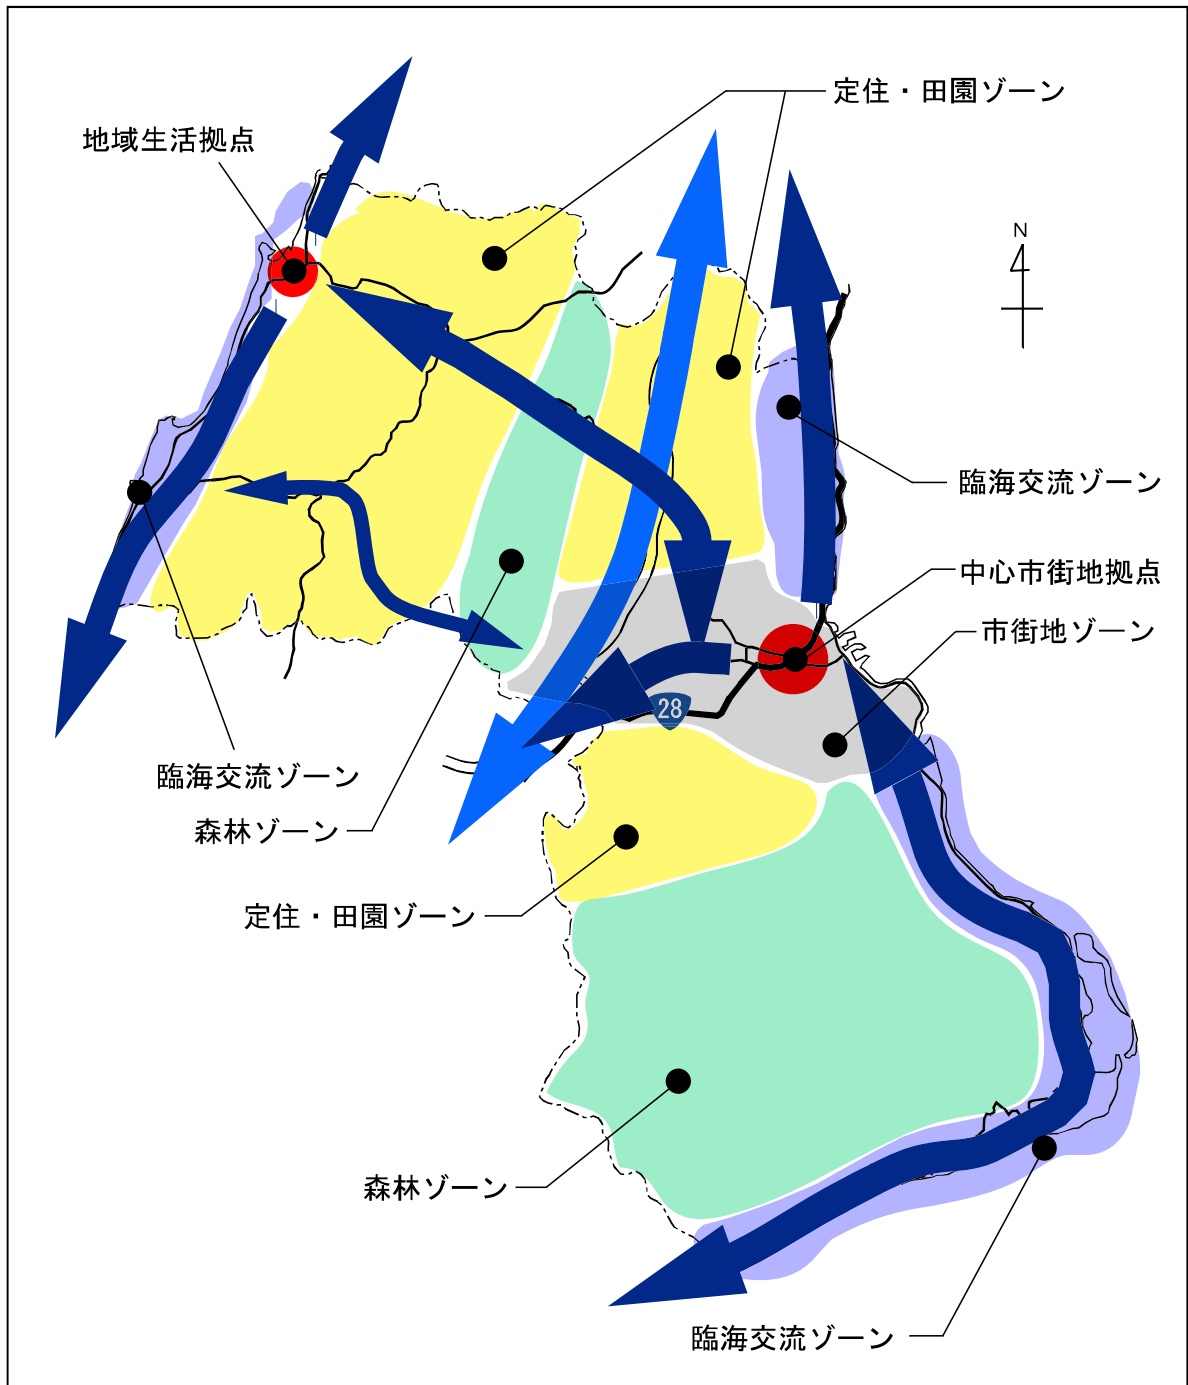 定住・田園ゾーン
地域生活拠点
N
臨海交流ゾーン
中心市街地拠点
市街地ゾーン
28
臨海交流ゾーン
森林ゾーン
定住・田園ゾーン
森林ゾーン
臨海交流ゾーン